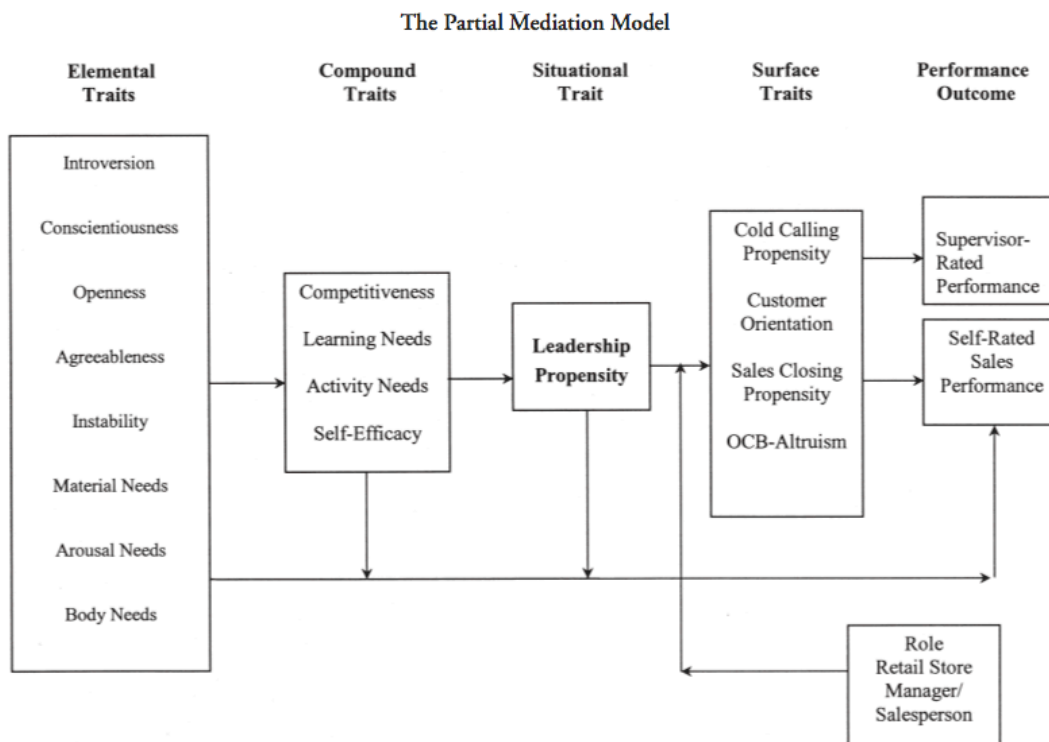 The Partial Mediation Model
Elemental
Traits
Compound
Traits
Situational
Trait
Surface
Traits
Performance
Outcome
Introversion
Conscientiousness
Openness
Agreeableness
Instability
Material Needs
Arousal Needs
Body Needs
Competitiveness
Learning Needs
Activity Needs
Self-Efficacy
Leadership
Propensity
Cold Calling
Propensity
Customer
Orientation
Sales Closing
Propensity
OCB-Altruism
Supervisor-
Rated
Performance
Self-Rated
Sales
Performance
Role
Retail Store
Manager/
Salesperson